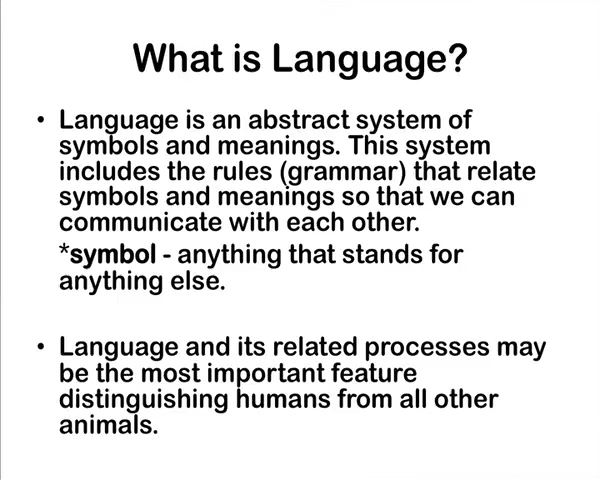 What is Language?
• Language is an abstract system of
symbols and meanings. This system
includes the rules (grammar) that relate
symbols and meanings so that we can
communicate with each other.
*symbol - anything that stands for
anything else.
• Language and its related processes may
be the most important feature
distinguishing humans from all other
animals.